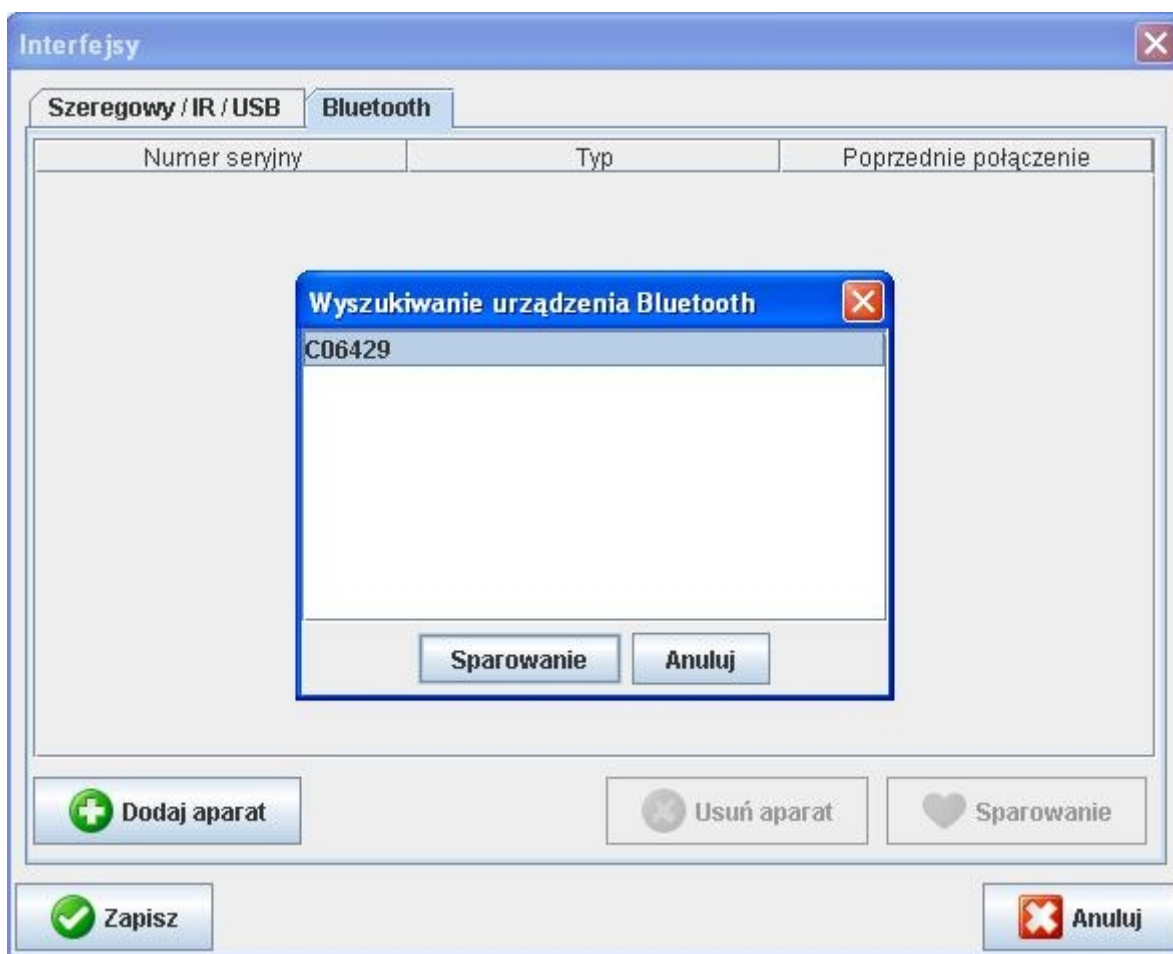 Interfejsy
Szeregowy / IR / USB Bluetooth
Numer seryjny Typ Poprzednie połączenie
Wyszukiwanie urządzenia Bluetooth
C06429
Sparowanie Anuluj
Dodaj aparat Usuń aparat Sparowanie
Zapisz Anuluj